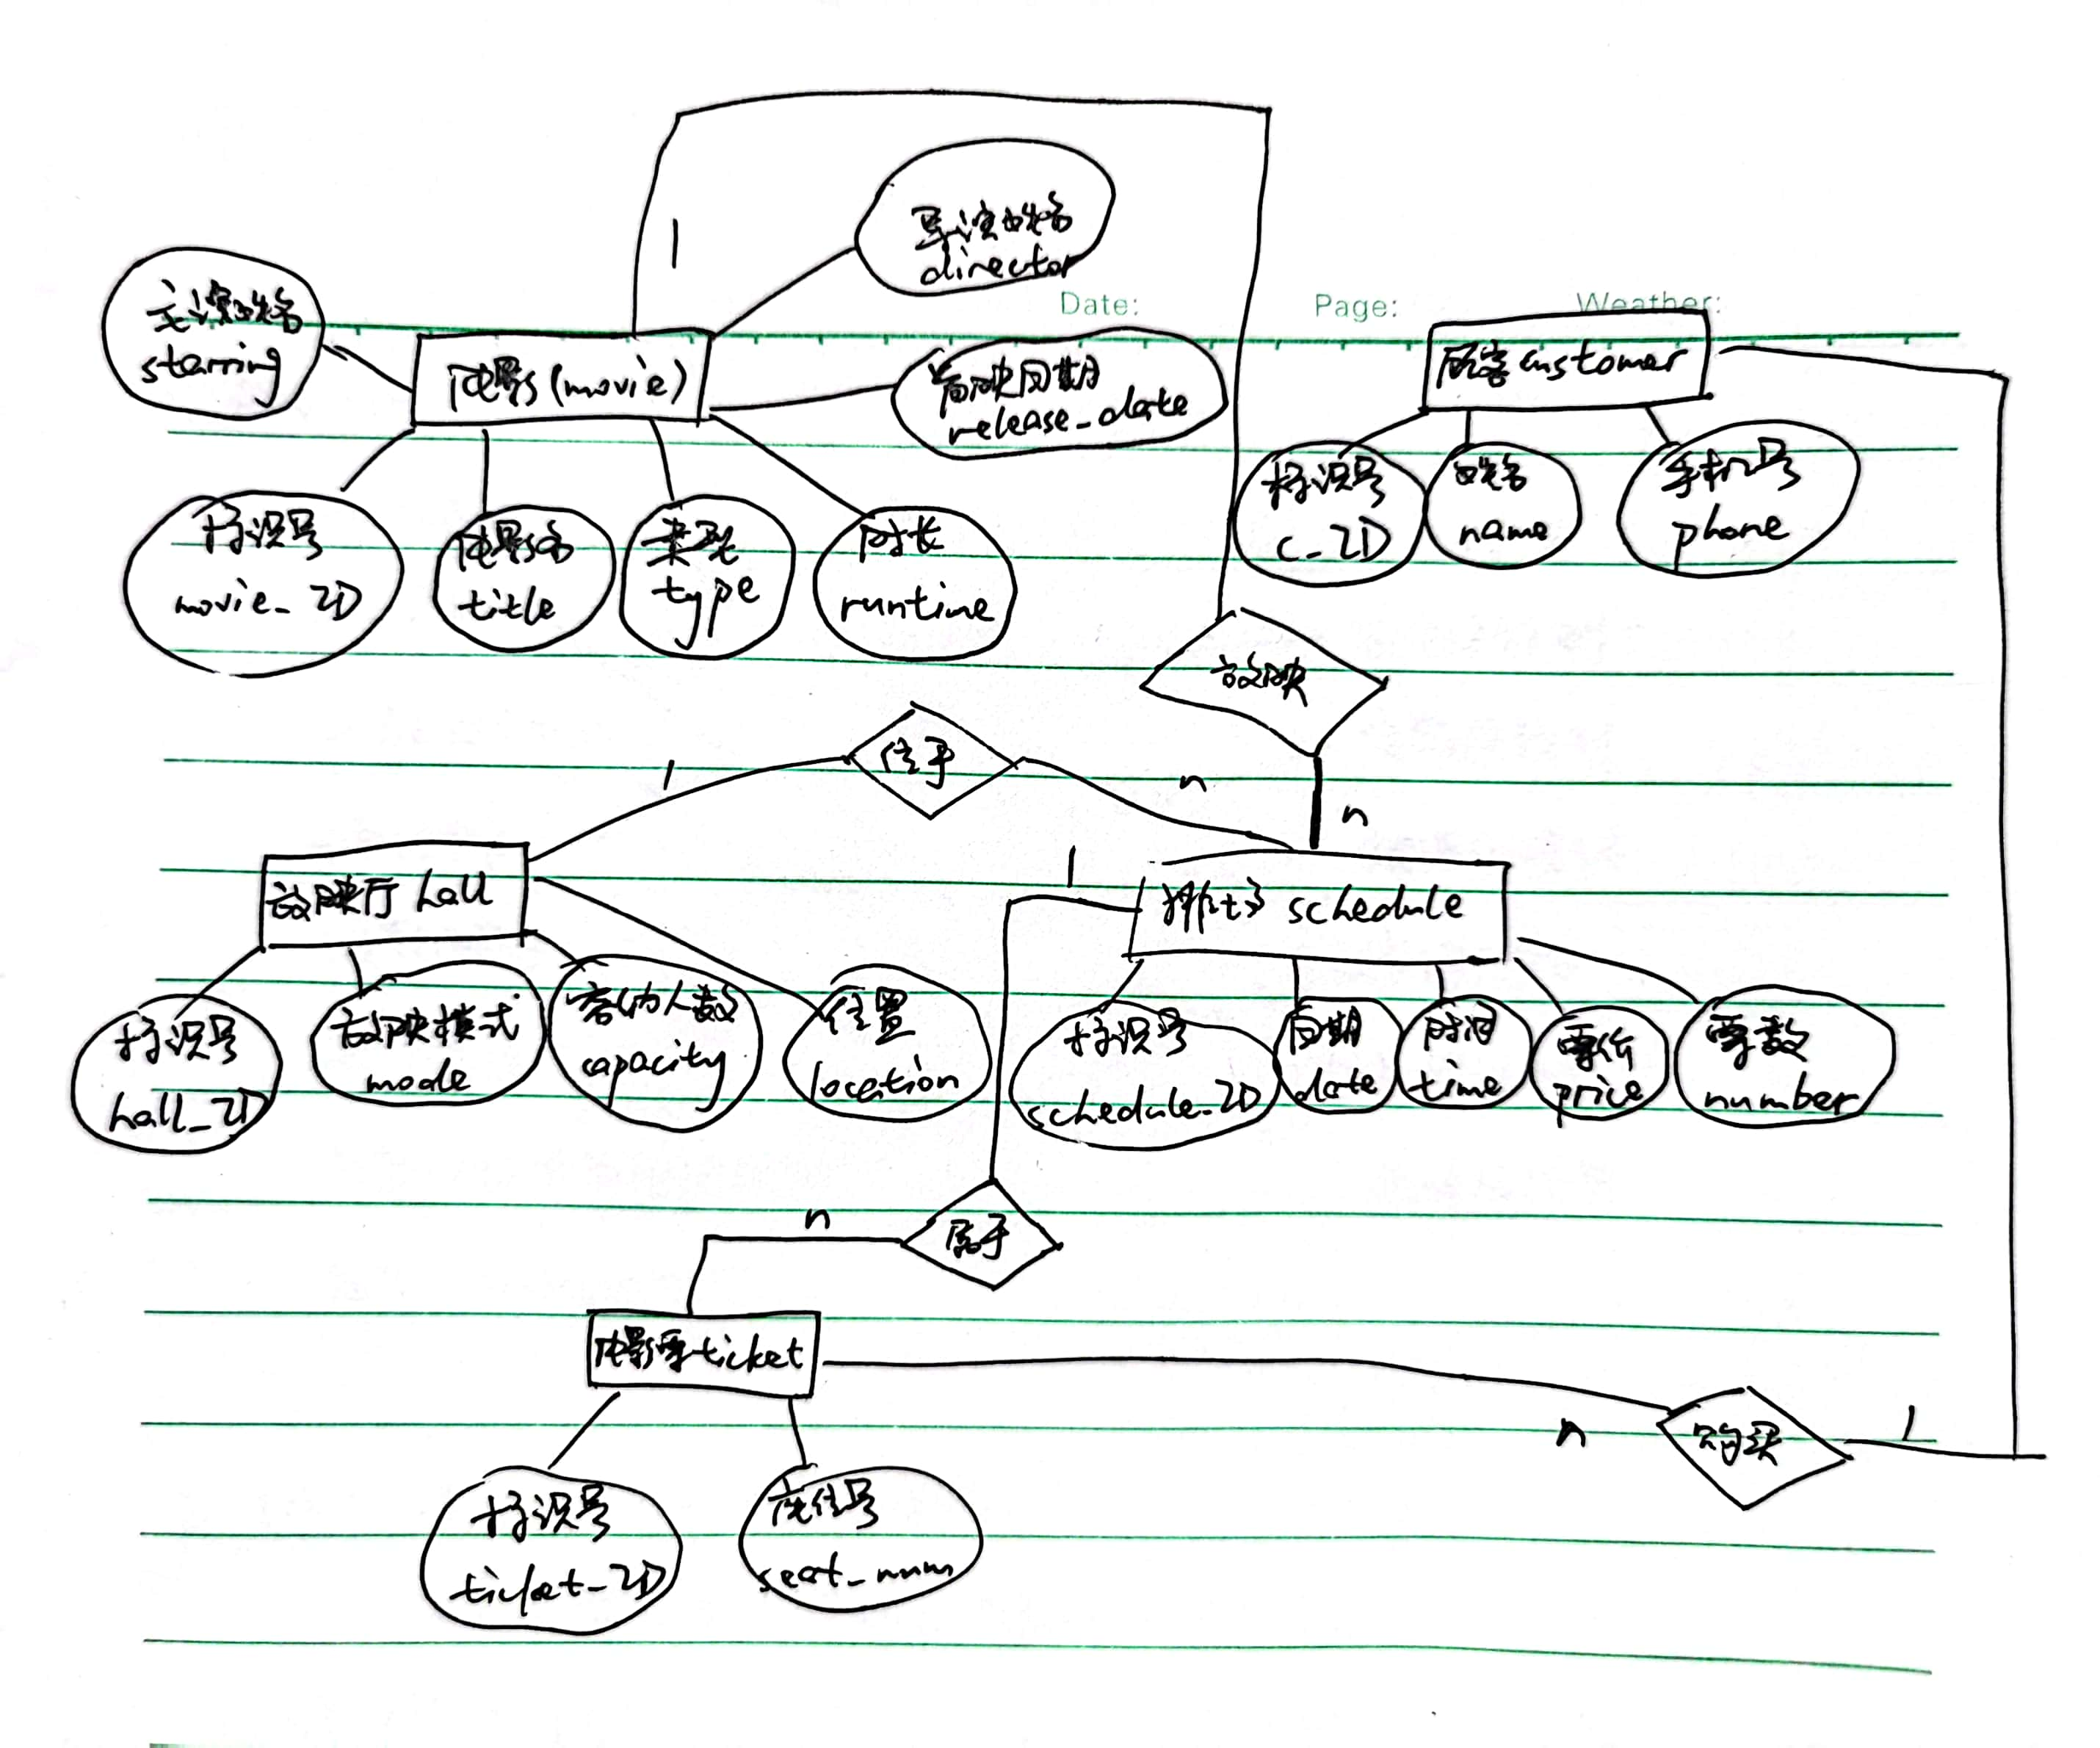 1
导演姓名
director
Date:
Page:
Weather:
主演姓名
starring
电影(movie)
首映日期
release_date
顾客customer
标识号
movie_ID
电影名
title
类型
type
时长
runtime
标识号
C_ID
姓名
name
手机号
phone
放映
位于
1
n
n
放映厅 hall
1
排片 schedule
标识号
hall_ID
放映模式
mode
容纳人数
capacity
位置
location
标识号
schedule_ID
日期
date
时间
time
票价
price
票数
number
n
属于
电影票ticket
n
购买
1
标识号
ticket_ID
座位号
seat_num